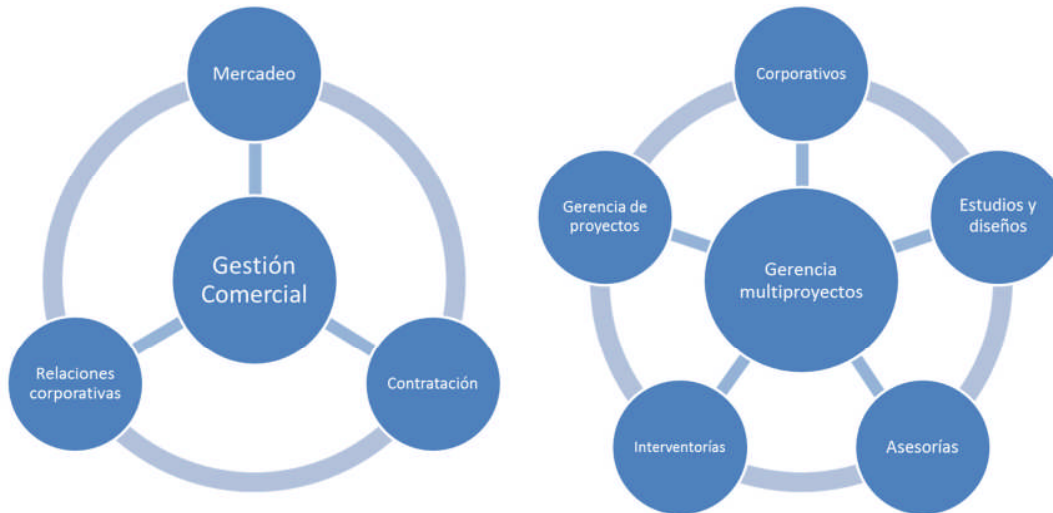 Mercadeo
Gestión
Comercial
Relaciones
corporativas
Contratación
Corporativos
Gerencia de
proyectos
Estudios y
diseños
Gerencia
multiproyectos
Interventorías
Asesorías